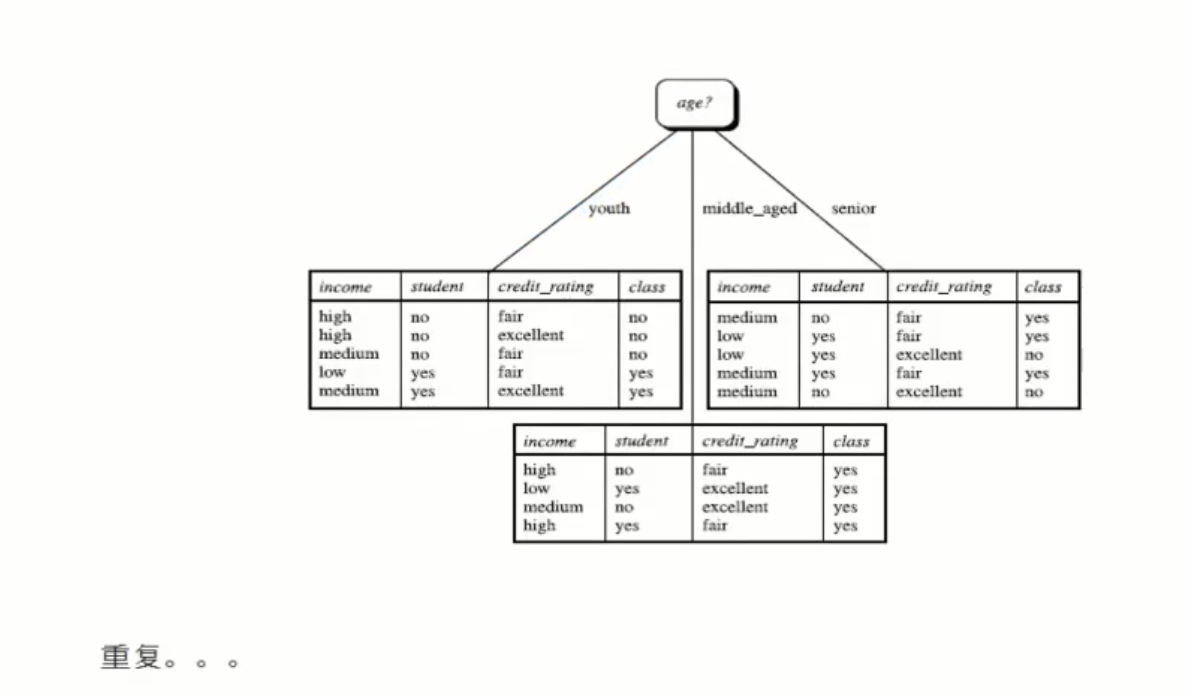 age?
youth middle_aged senior
income student credit_rating class
high no fair no
high no excellent no
medium no fair no
low yes fair yes
medium yes excellent yes
income student credit_rating class
medium no fair yes
low yes fair yes
low yes excellent no
medium yes fair yes
medium no excellent no
income student credit_rating class
high no fair yes
low yes excellent yes
medium no excellent yes
high yes fair yes
重复。。。